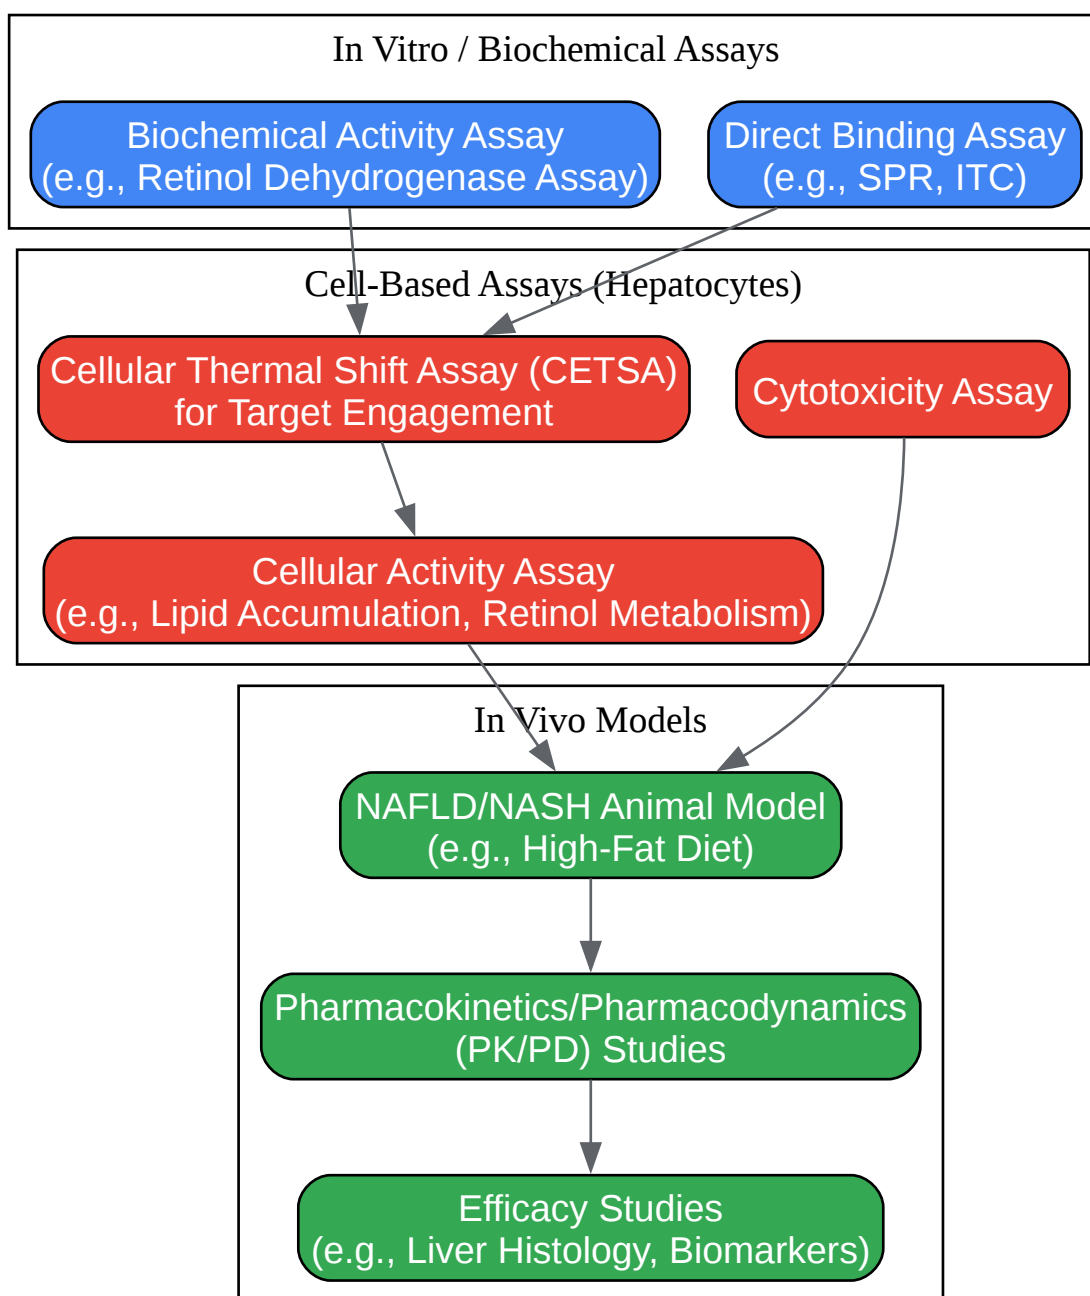 In Vitro / Biochemical Assays
Biochemical Activity Assay
(e.g., Retinol Dehydrogenase Assay)
Direct Binding Assay
(e.g., SPR, ITC)
Cell-Based Assays (Hepatocytes)
Cellular Thermal Shift Assay (CETSA)
for Target Engagement
Cytotoxicity Assay
Cellular Activity Assay
(e.g., Lipid Accumulation, Retinol Metabolism)
In Vivo Models
NAFLD/NASH Animal Model
(e.g., High-Fat Diet)
Pharmacokinetics/Pharmacodynamics
(PK/PD) Studies
Efficacy Studies
(e.g., Liver Histology, Biomarkers)